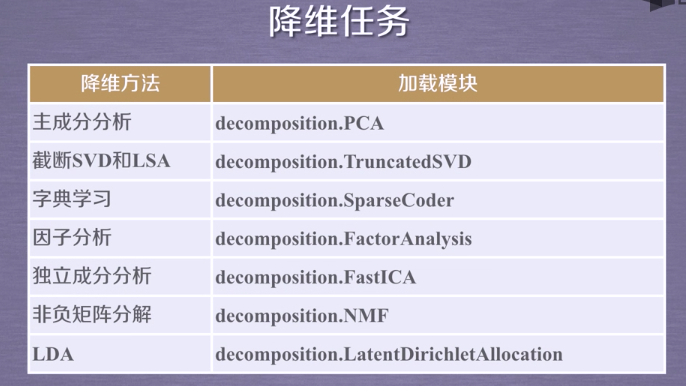 降维任务
降维方法 加载模块
主成分分析 decomposition.PCA
截断SVD和LSA decomposition.TruncatedSVD
字典学习 decomposition.SparseCoder
因子分析 decomposition.FactorAnalysis
独立成分分析 decomposition.FastICA
非负矩阵分解 decomposition.NMF
LDA decomposition.LatentDirichletAllocation